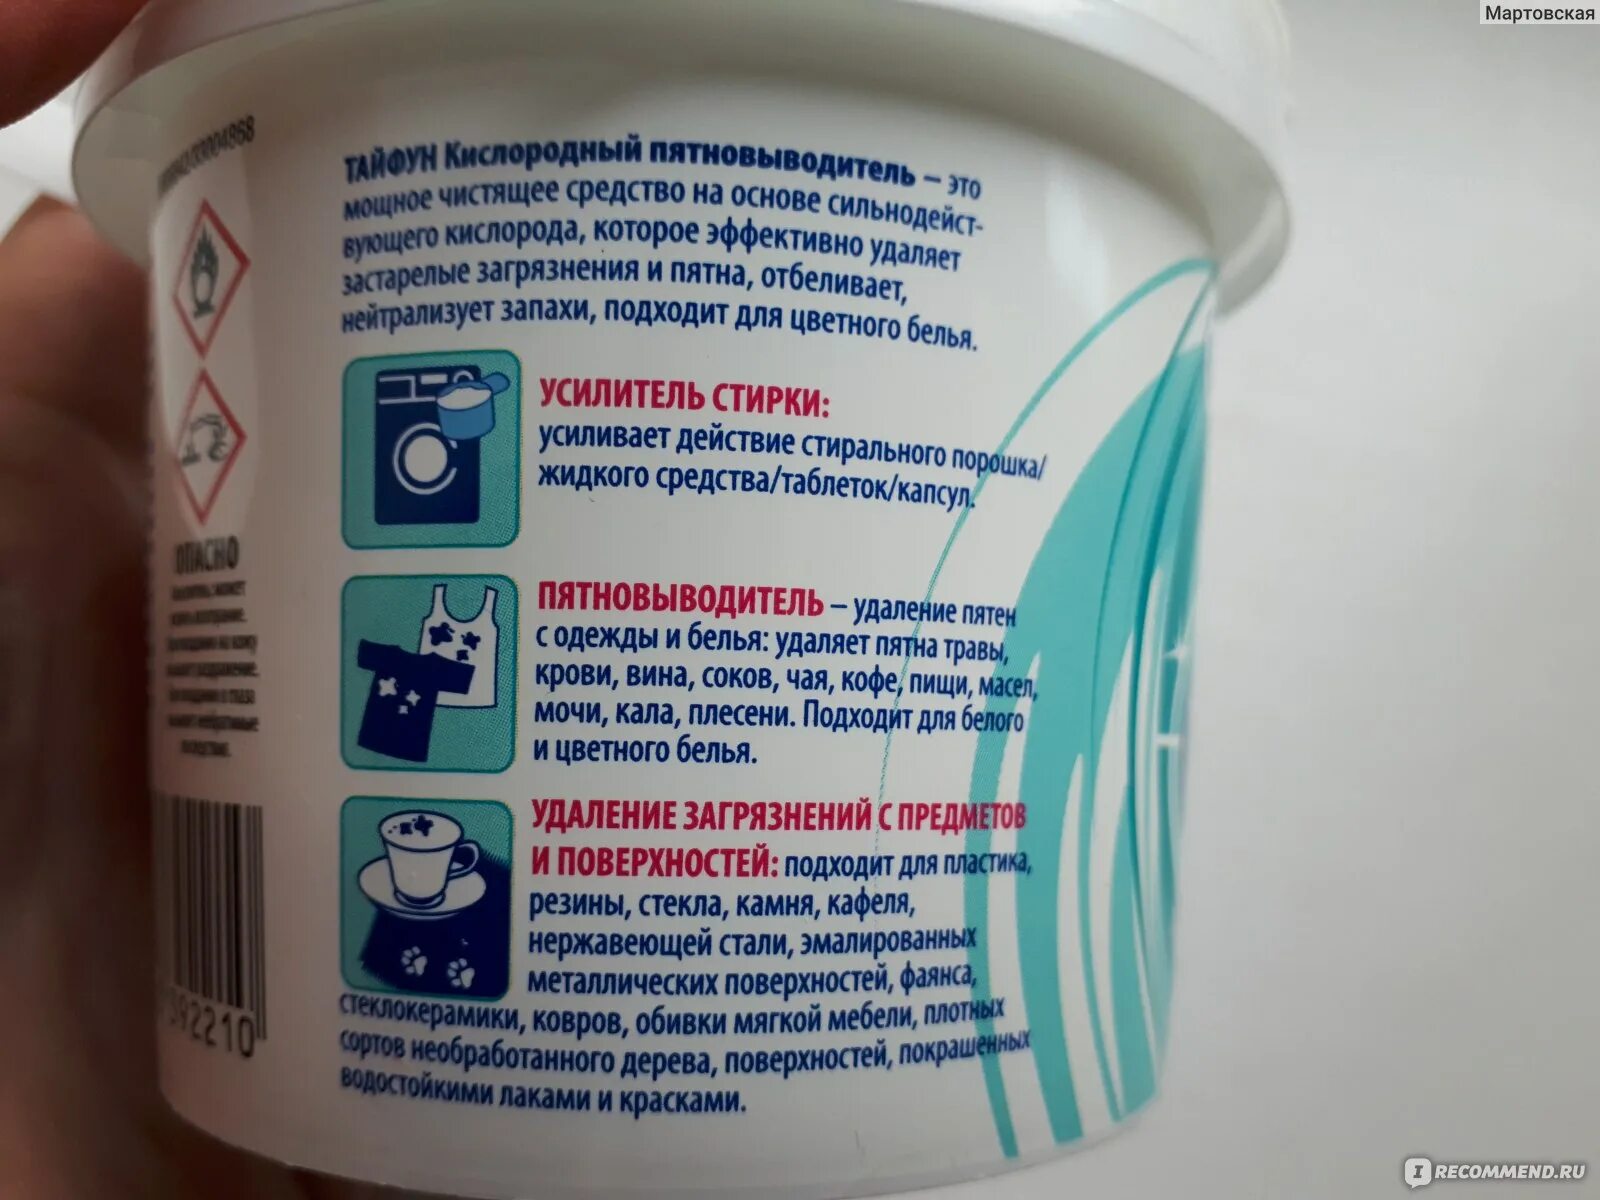 Мартовская
ТАЙФУН Кислородный пятновыводитель – это
мощное чистящее средство на основе сильнодейст-
вующего кислорода, которое эффективно удаляет
застарелые загрязнения и пятна, отбеливает,
нейтрализует запахи, подходит для цветного белья.
УСИЛИТЕЛЬ СТИРКИ:
усиливает действие стирального порошка/
жидкого средства/таблеток/капсул.
ПЯТНОВЫВОДИТЕЛЬ – удаление пятен
с одежды и белья: удаляет пятна травы,
крови, вина, соков, чая, кофе, пищи, масел,
мочи, кала, плесени. Подходит для белого
и цветного белья.
УДАЛЕНИЕ ЗАГРЯЗНЕНИЙ С ПРЕДМЕТОВ
И ПОВЕРХНОСТЕЙ: подходит для пластика,
резины, стекла, камня, кафеля,
нержавеющей стали, эмалированных
металлических поверхностей, фаянса,
стеклокерамики, ковров, обивки мягкой мебели, плотных
сортов необработанного дерева, поверхностей, покрашенных
водостойкими лаками и красками.
ОПАСНО
392210
IRECOMMEND.RU